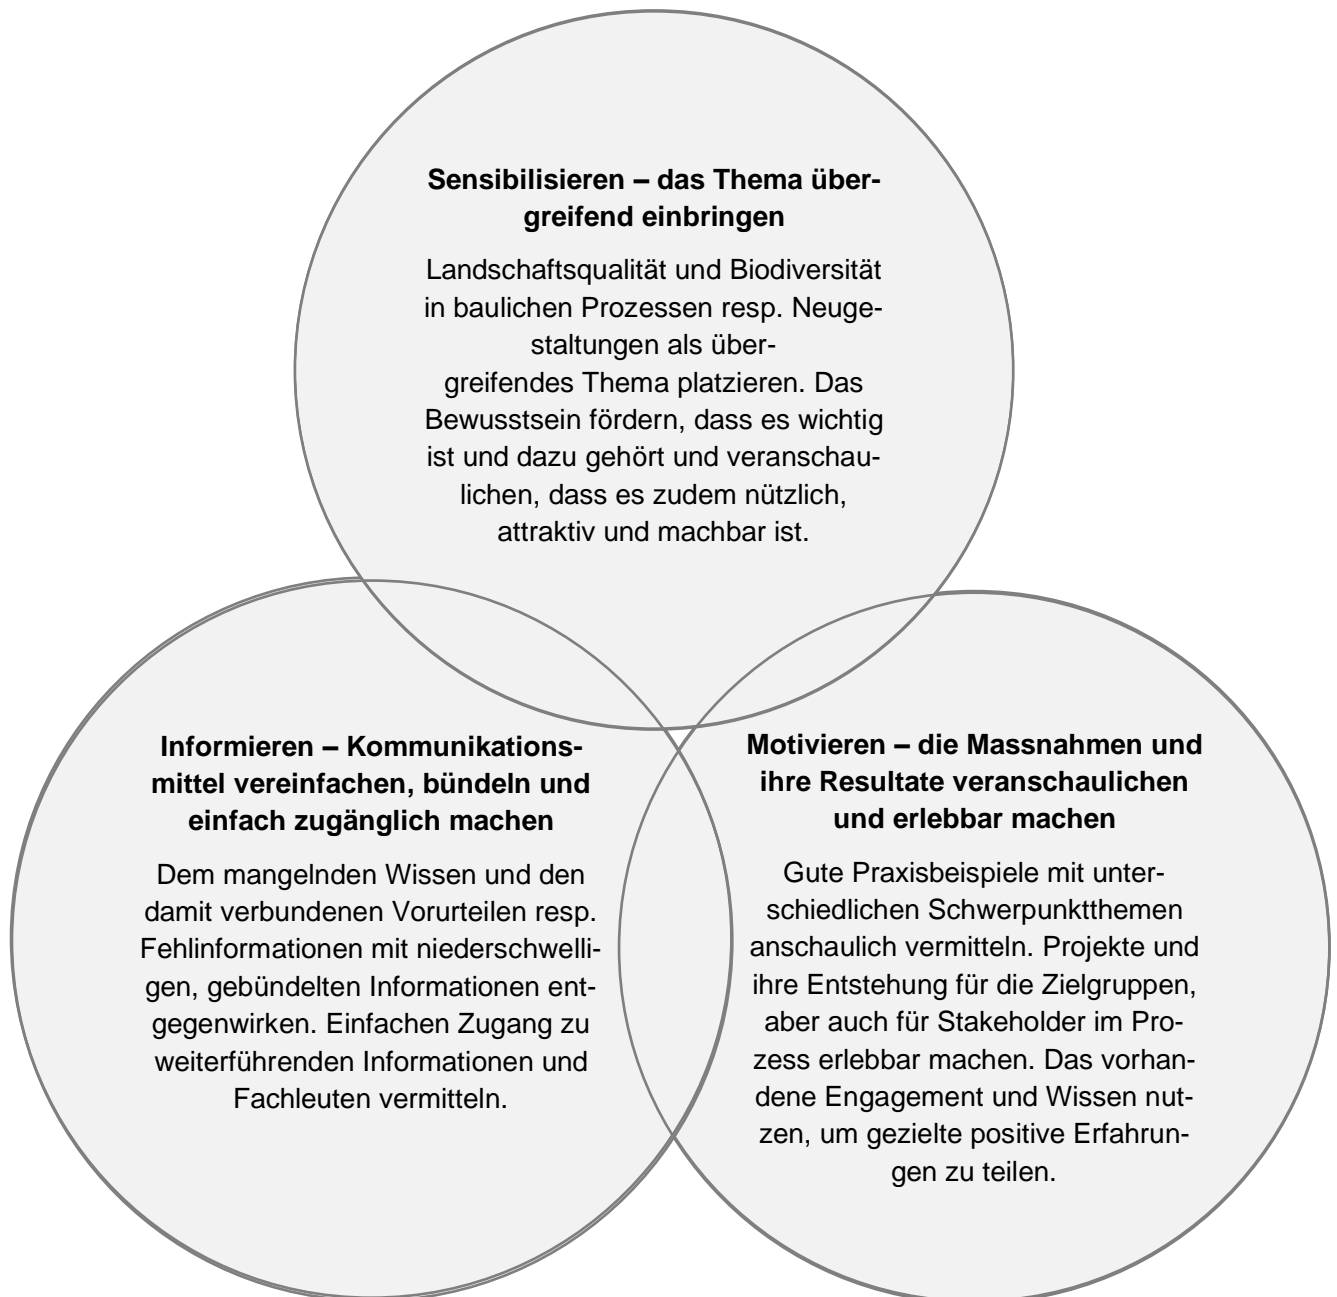 Sensibilisieren – das Thema über-
greifend einbringen
Landschaftsqualität und Biodiversität
in baulichen Prozessen resp. Neuge-
staltungen als über-
greifendes Thema platzieren. Das
Bewusstsein fördern, dass es wichtig
ist und dazu gehört und veranschau-
lichen, dass es zudem nützlich,
attraktiv und machbar ist.
Informieren – Kommunikations-
mittel vereinfachen, bündeln und
einfach zugänglich machen
Dem mangelnden Wissen und den
damit verbundenen Vorurteilen resp.
Fehlinformationen mit niederschwelli-
gen, gebündelten Informationen ent-
gegenwirken. Einfachen Zugang zu
weiterführenden Informationen und
Fachleuten vermitteln.
Motivieren – die Massnahmen und
ihre Resultate veranschaulichen
und erlebbar machen
Gute Praxisbeispiele mit unter-
schiedlichen Schwerpunktthemen
anschaulich vermitteln. Projekte und
ihre Entstehung für die Zielgruppen,
aber auch für Stakeholder im Pro-
zess erlebbar machen. Das vorhan-
dene Engagement und Wissen nut-
zen, um gezielte positive Erfahrun-
gen zu teilen.